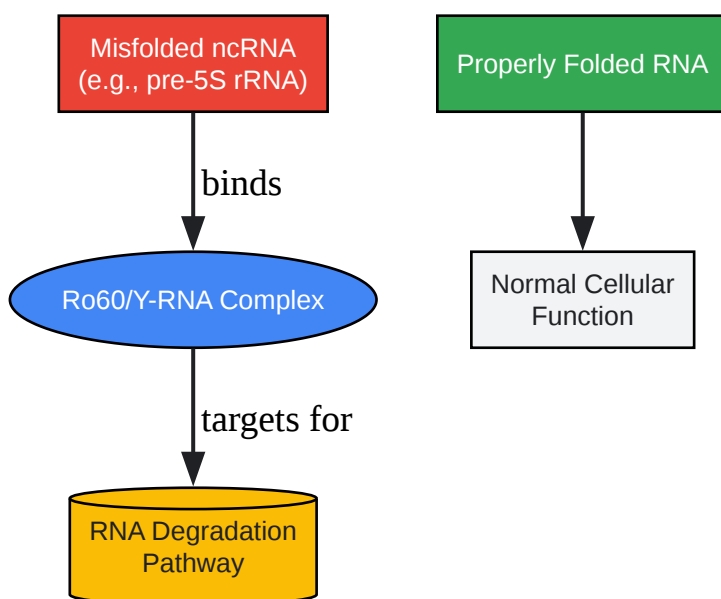 Misfolded ncRNA
(e.g., pre-5S rRNA)
Properly Folded RNA
binds
Ro60/Y-RNA Complex
Normal Cellular
Function
targets for
RNA Degradation
Pathway